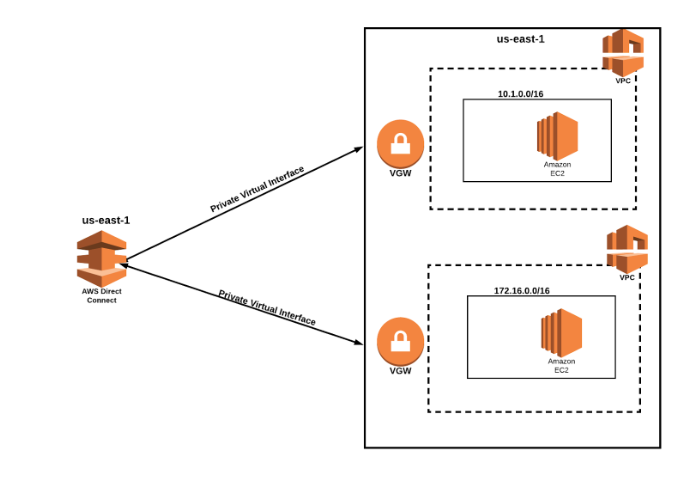 us-east-1
VPC
10.1.0.0/16
Amazon
EC2
VGW
Private Virtual Interface
us-east-1
AWS Direct
Connect
Private Virtual Interface
VPC
172.16.0.0/16
Amazon
EC2
VGW